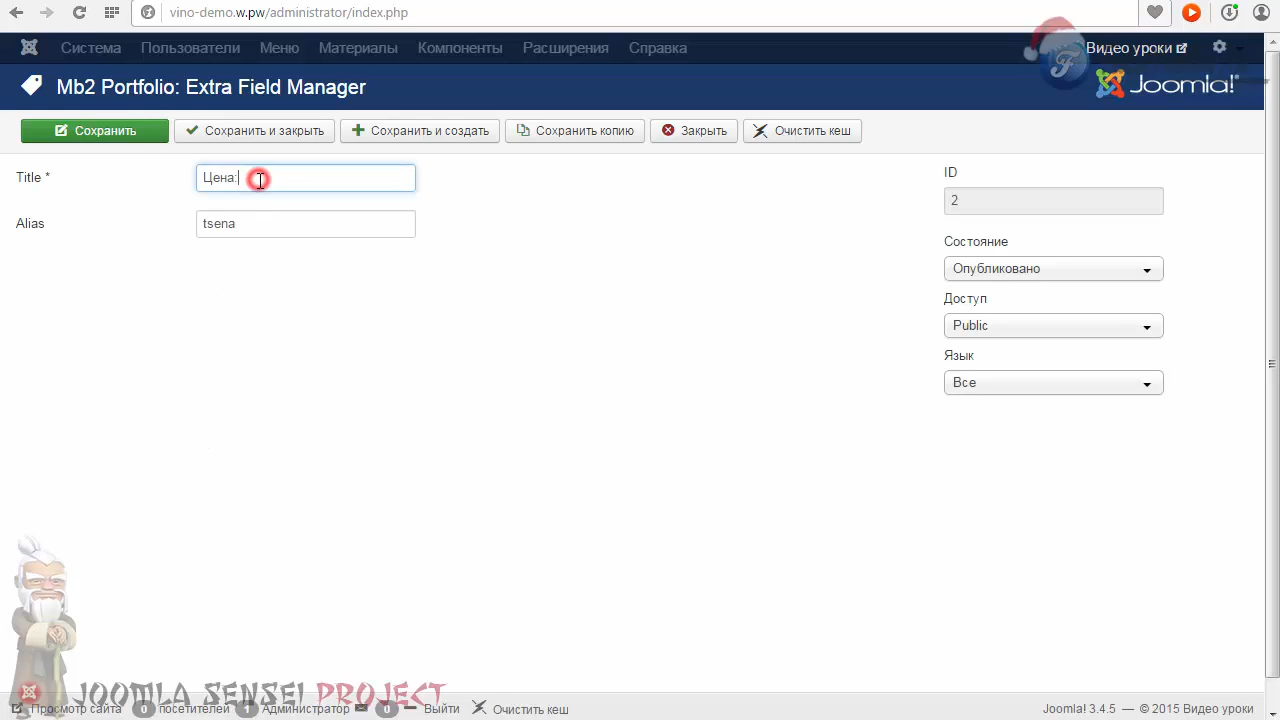 vino-demo.w.pw/administrator/index.php
Система Пользователи Меню Материалы Компоненты Расширения Справка Видео уроки
Mb2 Portfolio: Extra Field Manager Joomla!®
Сохранить Сохранить и закрыть Сохранить и создать Сохранить копию Закрыть Очистить кеш
Title * Цена:
ID
2
Alias tsena
Состояние
Опубликовано
Доступ
Public
Язык
Все
JOOMLA SENSEI PROJECT
Просмотр сайта 0 посетителей 1 Администратор 0 Выйти Очистить кеш Joomla! 3.4.5 — © 2015 Видео уроки